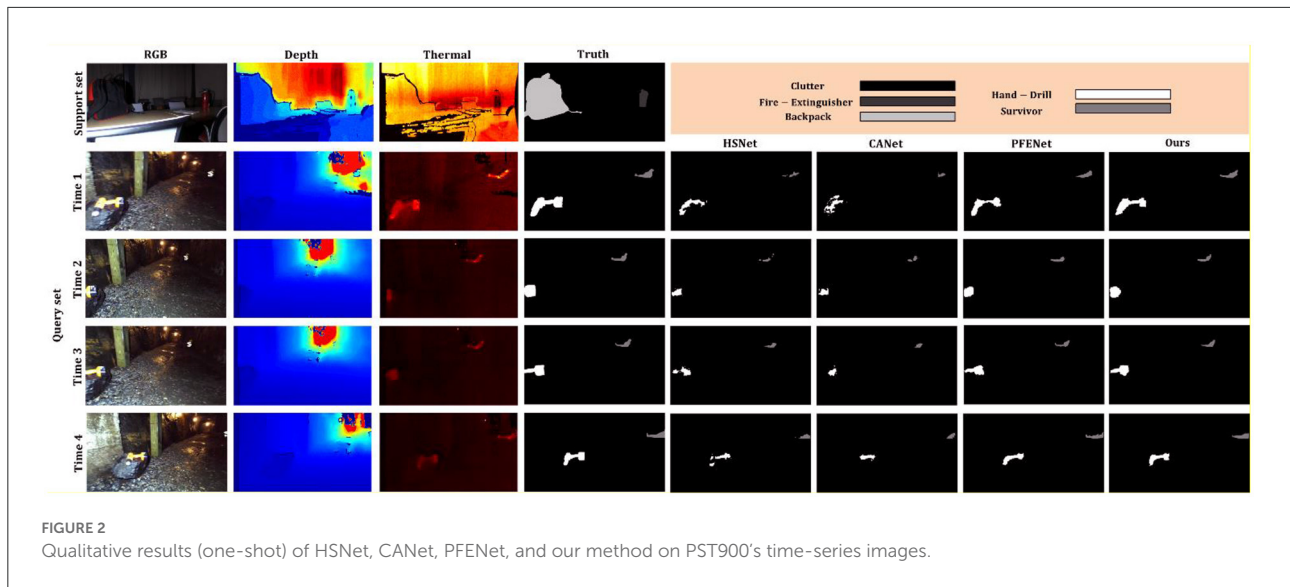 RGB Depth Thermal Truth
Support set
Clutter
Fire – Extinguisher
Backpack
Hand – Drill
Survivor
HSNet CANet PFENet Ours
Query set
Time 1
Time 2
Time 3
Time 4
FIGURE 2
Qualitative results (one-shot) of HSNet, CANet, PFENet, and our method on PST900's time-series images.